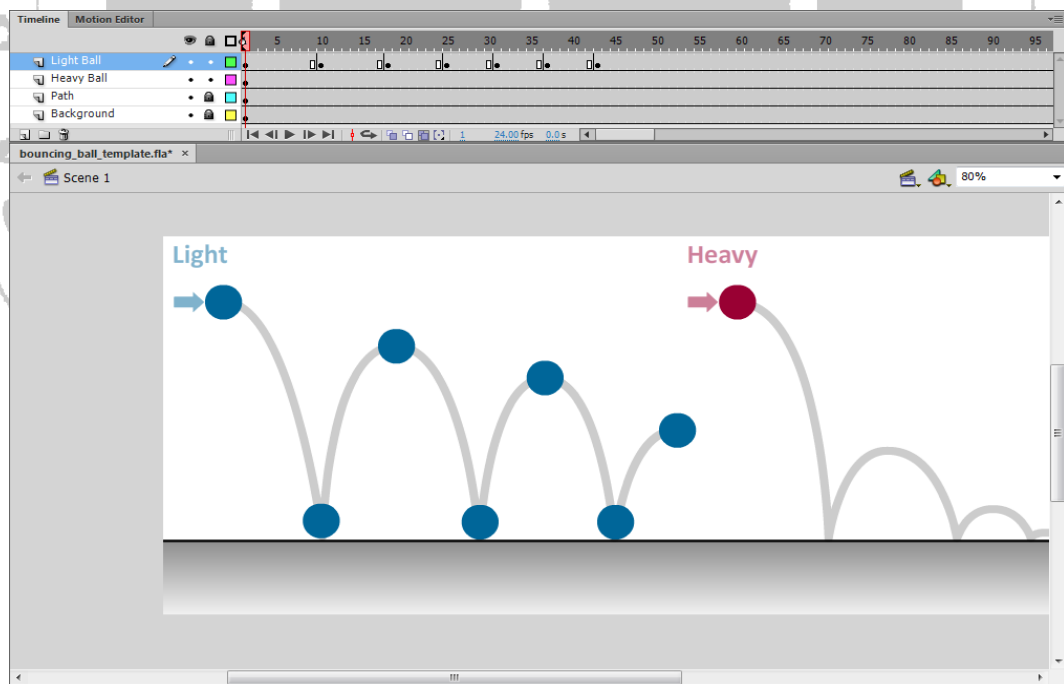 Timeline Motion Editor
5 10 15 20 25 30 35 40 45 50 55 60 65 70 75 80 85 90 95
Light Ball
Heavy Ball
Path
Background
1 24.00 fps 0.0 s
bouncing_ball_template.fla* ×
Scene 1 80%
Light Heavy